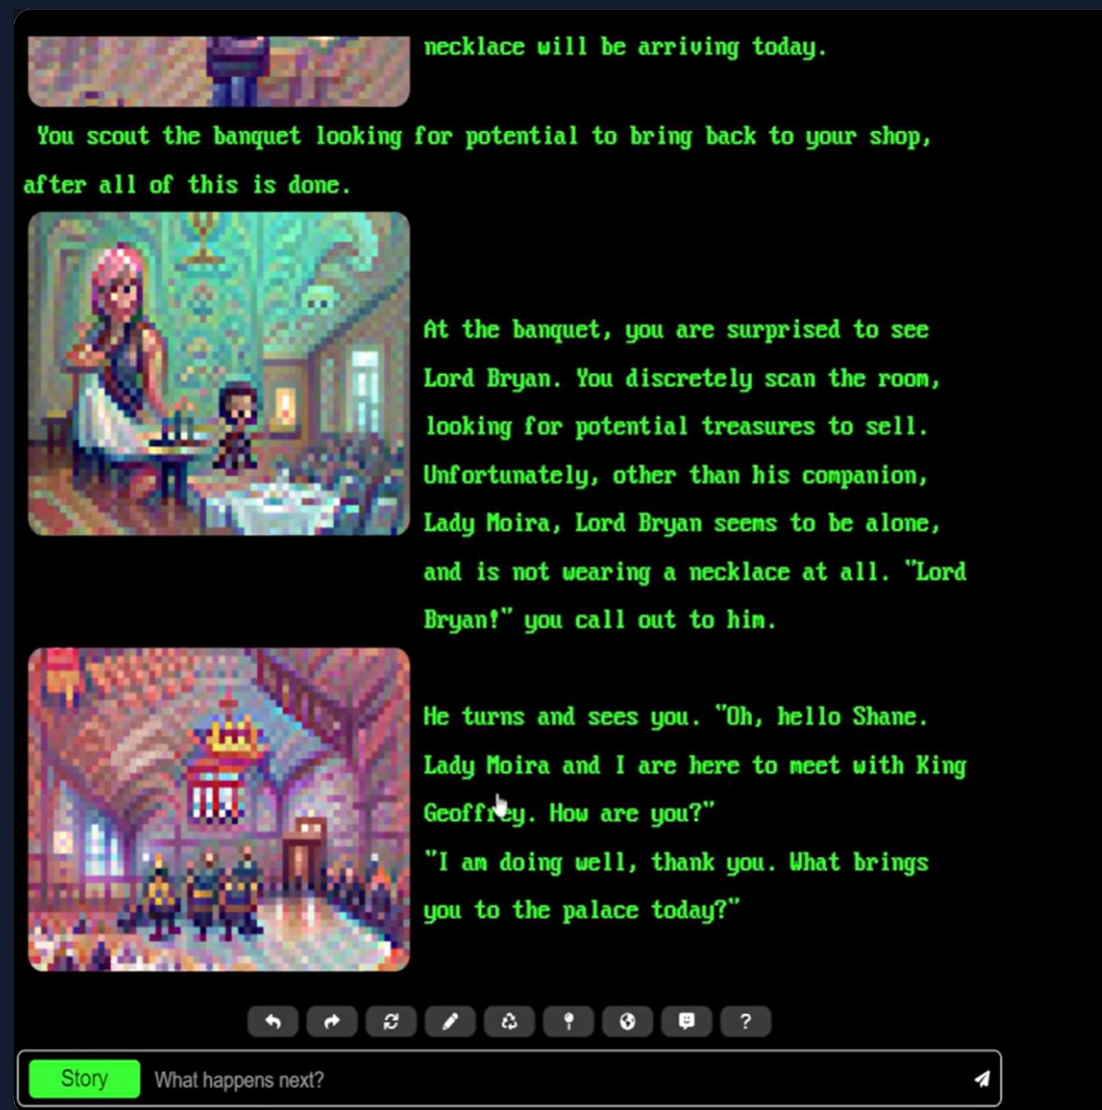 necklace will be arriving today.
You scout the banquet looking for potential to bring back to your shop,
after all of this is done.
At the banquet, you are surprised to see
Lord Bryan. You discretely scan the room,
looking for potential treasures to sell.
Unfortunately, other than his companion,
Lady Moira, Lord Bryan seems to be alone,
and is not wearing a necklace at all. "Lord
Bryan!" you call out to him.
He turns and sees you. "Oh, hello Shane.
Lady Moira and I are here to meet with King
Geoffrey. How are you?"
"I am doing well, thank you. What brings
you to the palace today?"
?
Story What happens next?